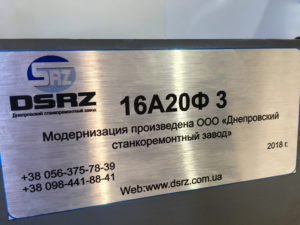 SRZ
DSRZ
Днепровский станкоремонтный завод
16А20Ф 3
Модернизация произведена ООО «Днепровский
станкоремонтный завод»
2018 г.
+38 056-375-78-39
+38 098-441-88-41
Web:www.dsrz.com.ua